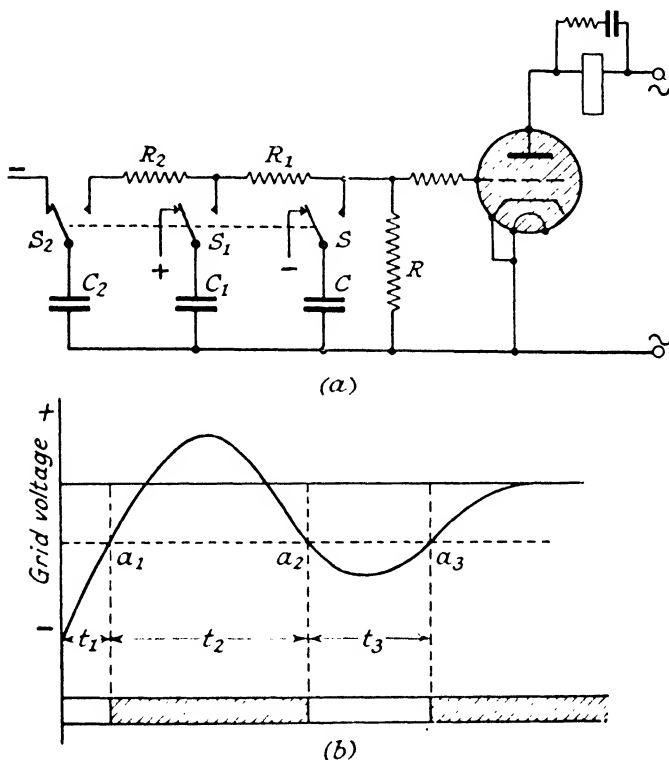 ∼
−
R₂
R₁
S₂
+
S₁
−
S
C₂
C₁
C
R
∼
(a)
+
Grid voltage
−
a₁
a₂
a₃
t₁
t₂
t₃
(b)